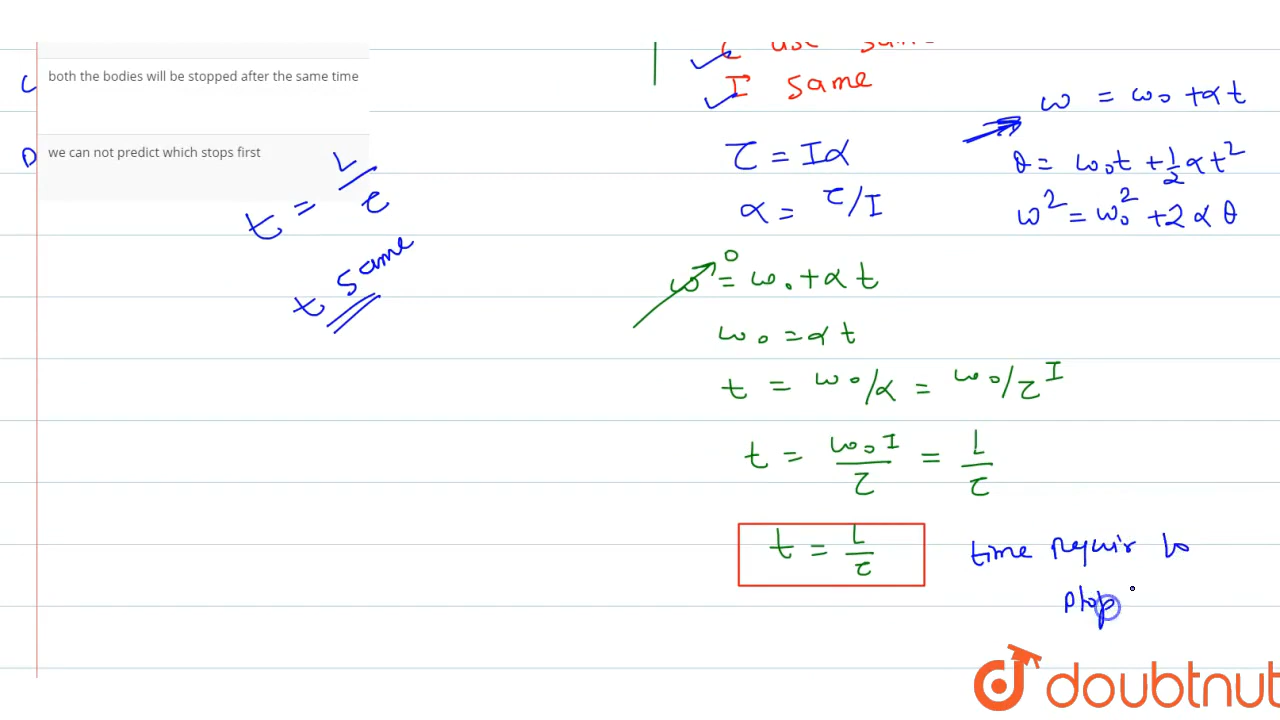 C both the bodies will be stopped after the same time
D we can not predict which stops first
t = L/τ
t same
I same
τ = Iα
α = τ/I
ω = ω₀ + αt
θ = ω₀t + 1/2 αt²
ω² = ω₀² + 2αθ
ω 0 = ω₀ + αt
ω₀ = αt
t = ω₀/α = ω₀/τ I
t = ω₀I/τ = L/τ
t = L/τ
time requir to
stop
doubtnut